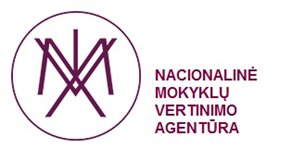 NACIONALINĖ
MOKYKLŲ
VERTINIMO
AGENTŪRA